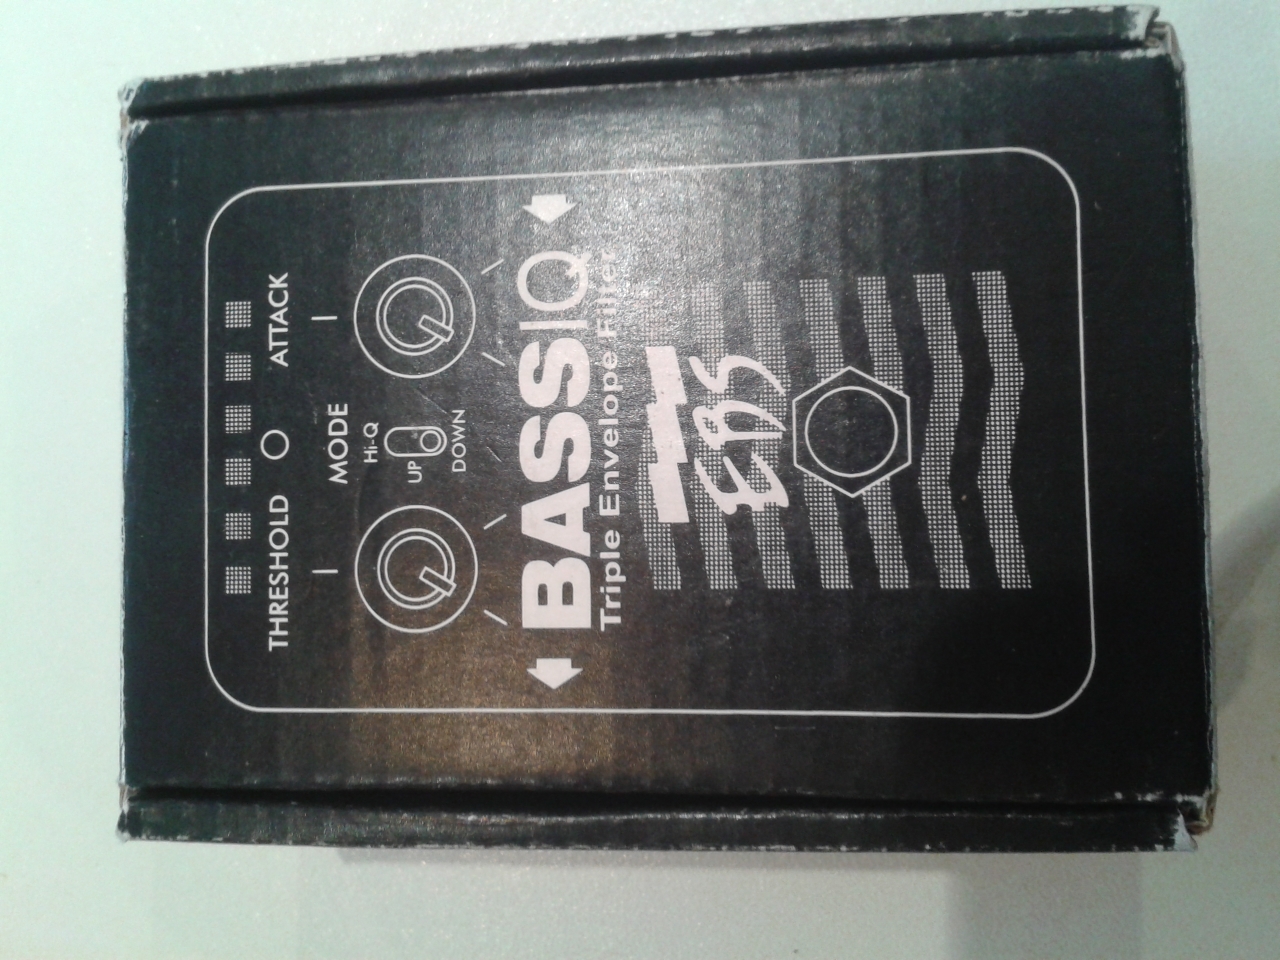 THRESHOLD ATTACK
MODE
Hi-Q
UP
DOWN
BASSIQ
Triple Envelope Filter
EBS